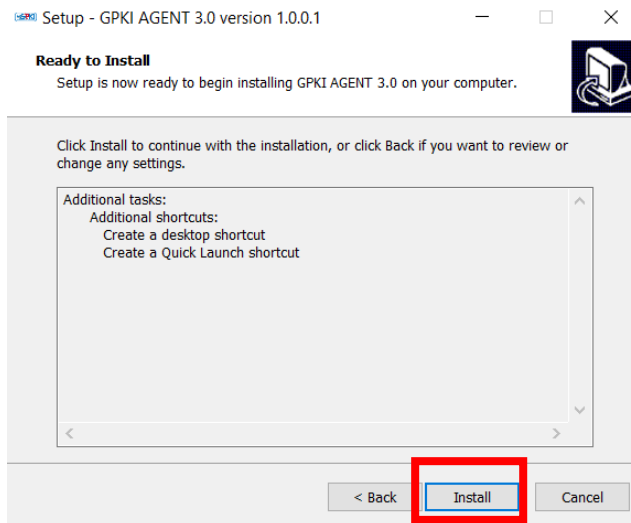 Setup - GPKI AGENT 3.0 version 1.0.0.1
Ready to Install
Setup is now ready to begin installing GPKI AGENT 3.0 on your computer.
Click Install to continue with the installation, or click Back if you want to review or
change any settings.
Additional tasks:
Additional shortcuts:
Create a desktop shortcut
Create a Quick Launch shortcut
< Back
Install
Cancel